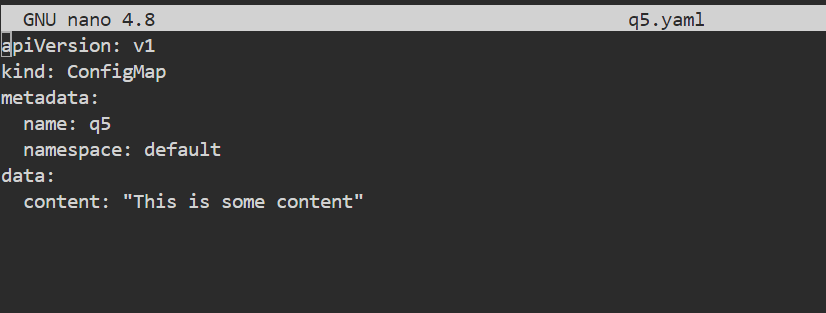 GNU nano 4.8 q5.yaml
apiVersion: v1
kind: ConfigMap
metadata:
  name: q5
  namespace: default
data:
  content: "This is some content"